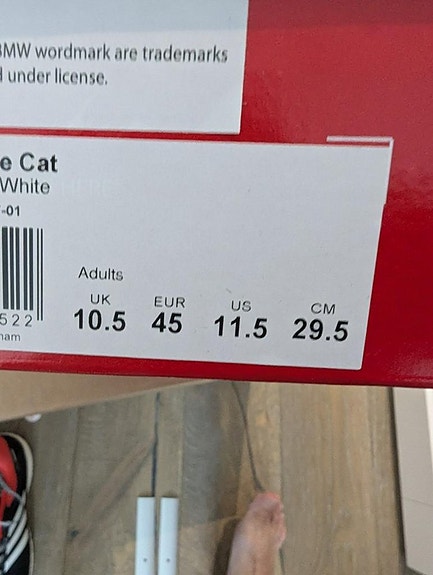 BMW wordmark are trademarks
under license.
e Cat
White
-01
Adults
UK EUR US CM
10.5 45 11.5 29.5
522